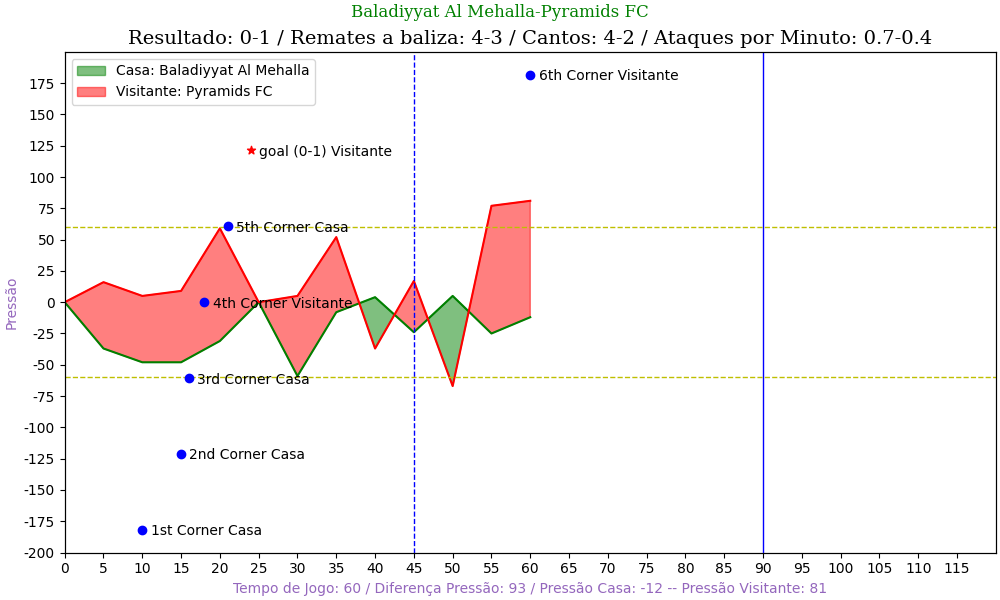 Baladiyyat Al Mehalla-Pyramids FC
Resultado: 0-1 / Remates a baliza: 4-3 / Cantos: 4-2 / Ataques por Minuto: 0.7-0.4
Casa: Baladiyyat Al Mehalla
Visitante: Pyramids FC
6th Corner Visitante
goal (0-1) Visitante
5th Corner Casa
4th Corner Visitante
3rd Corner Casa
2nd Corner Casa
1st Corner Casa
Pressão
175
150
125
100
75
50
25
0
-25
-50
-75
-100
-125
-150
-175
-200
0 5 10 15 20 25 30 35 40 45 50 55 60 65 70 75 80 85 90 95 100 105 110 115
Tempo de Jogo: 60 / Diferença Pressão: 93 / Pressão Casa: -12 -- Pressão Visitante: 81